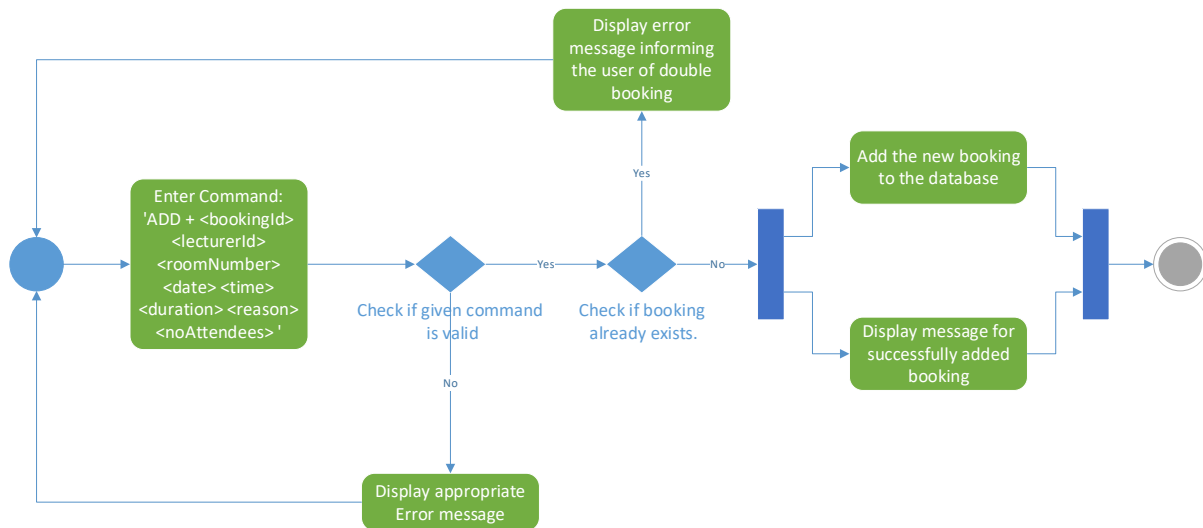 Display error
message informing
the user of double
booking
Yes
Add the new booking
to the database
Enter Command:
'ADD + <bookingId>
<lecturerId>
<roomNumber>
<date> <time>
<duration> <reason>
<noAttendees> '
Yes
No
Check if given command
is valid
Check if booking
already exists.
Display message for
successfully added
booking
No
Display appropriate
Error message